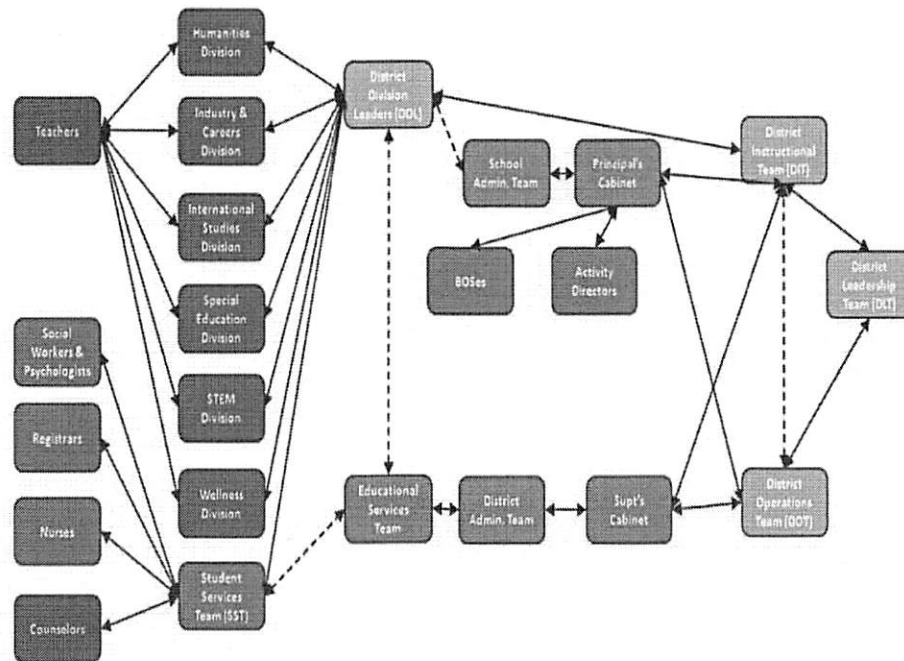 Humanities
Division
Teachers
Industry &
Careers
Division
International
Studies
Division
Special
Education
Division
STEM
Division
Wellness
Division
Student
Services
Team (SST)
Social
Workers &
Psychologists
Registrars
Nurses
Counselors
District
Division
Leaders (DDL)
School
Admin. Team
Principal's
Cabinet
BOSes
Activity
Directors
District
Instructional
Team (DIT)
District
Leadership
Team (DLT)
Educational
Services
Team
District
Admin. Team
Supt's
Cabinet
District
Operations
Team (DOT)